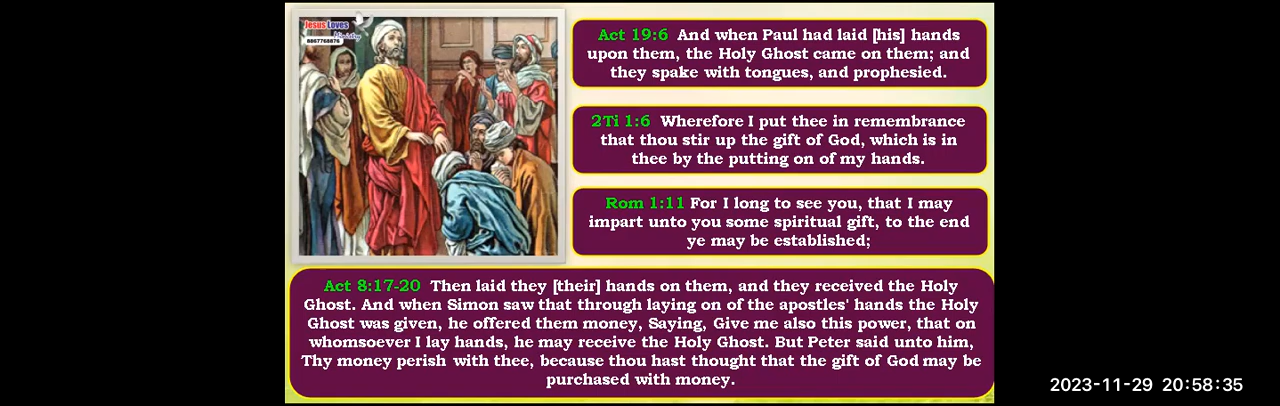 Jesus Loves
Ministry
8867768876
Act 19:6 And when Paul had laid [his] hands
upon them, the Holy Ghost came on them; and
they spake with tongues, and prophesied.
2Ti 1:6 Wherefore I put thee in remembrance
that thou stir up the gift of God, which is in
thee by the putting on of my hands.
Rom 1:11 For I long to see you, that I may
impart unto you some spiritual gift, to the end
ye may be established;
Act 8:17-20 Then laid they [their] hands on them, and they received the Holy
Ghost. And when Simon saw that through laying on of the apostles' hands the Holy
Ghost was given, he offered them money, Saying, Give me also this power, that on
whomsoever I lay hands, he may receive the Holy Ghost. But Peter said unto him,
Thy money perish with thee, because thou hast thought that the gift of God may be
purchased with money.
2023-11-29 20:58:35